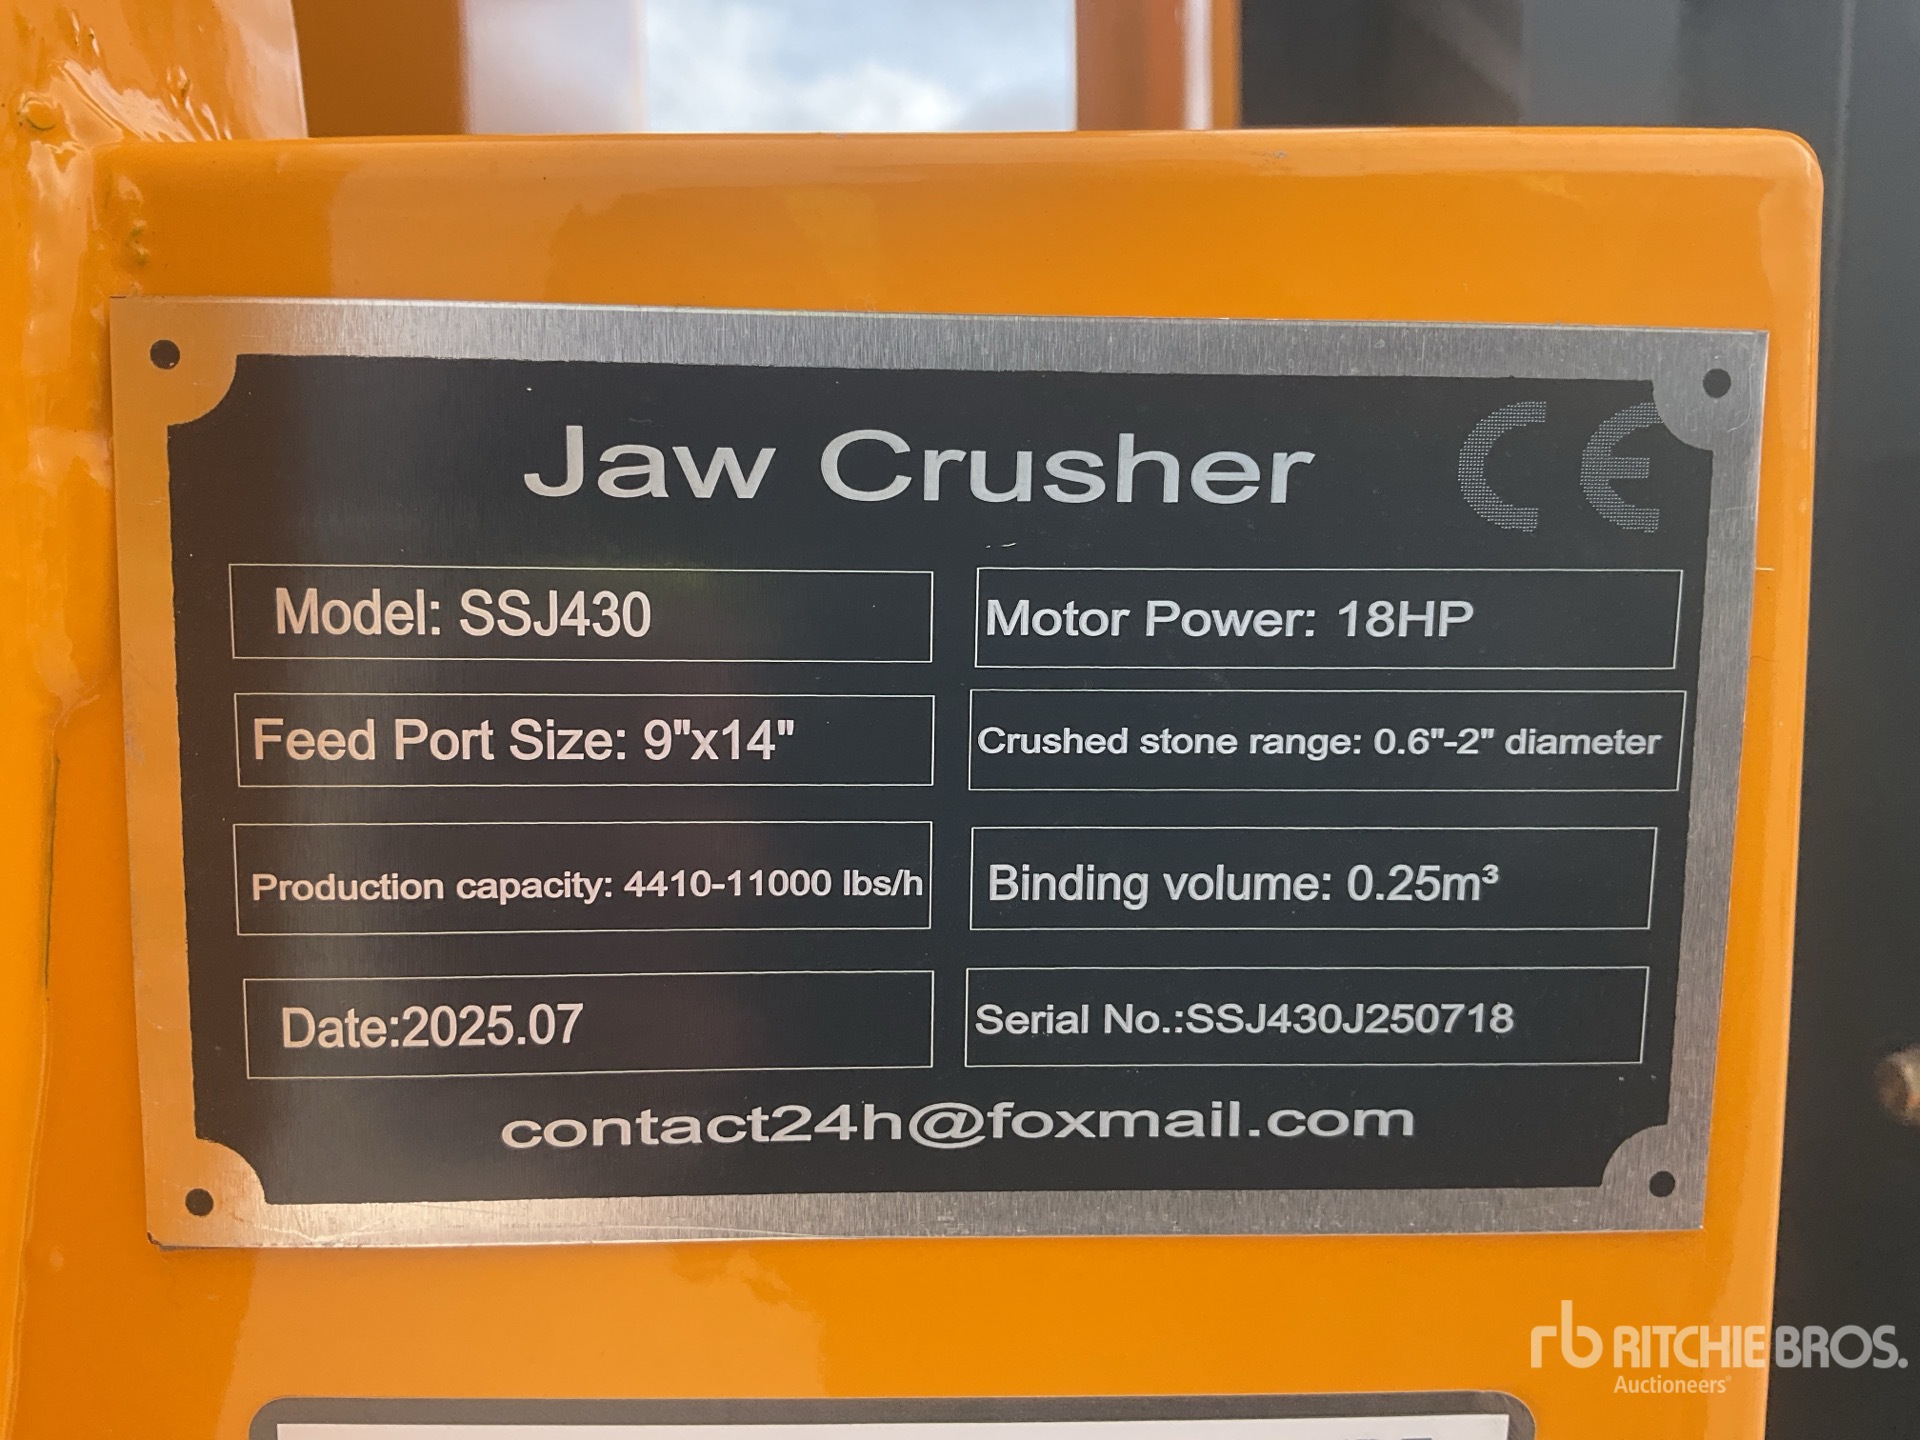 Jaw Crusher CE
Model: SSJ430
Motor Power: 18HP
Feed Port Size: 9"x14"
Crushed stone range: 0.6"-2" diameter
Production capacity: 4410-11000 lbs/h
Binding volume: 0.25m³
Date:2025.07
Serial No.:SSJ430J250718
contact24h@foxmail.com
rb RITCHIE BROS.
Auctioneers